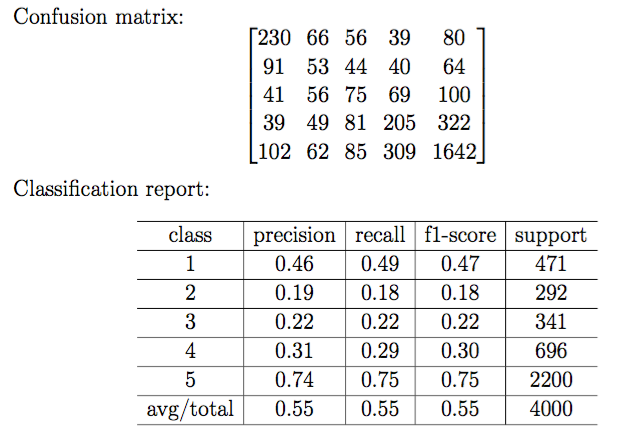 Confusion matrix:
230 66 56 39 80
91 53 44 40 64
41 56 75 69 100
39 49 81 205 322
102 62 85 309 1642
Classification report:
class precision recall f1-score support
1 0.46 0.49 0.47 471
2 0.19 0.18 0.18 292
3 0.22 0.22 0.22 341
4 0.31 0.29 0.30 696
5 0.74 0.75 0.75 2200
avg/total 0.55 0.55 0.55 4000